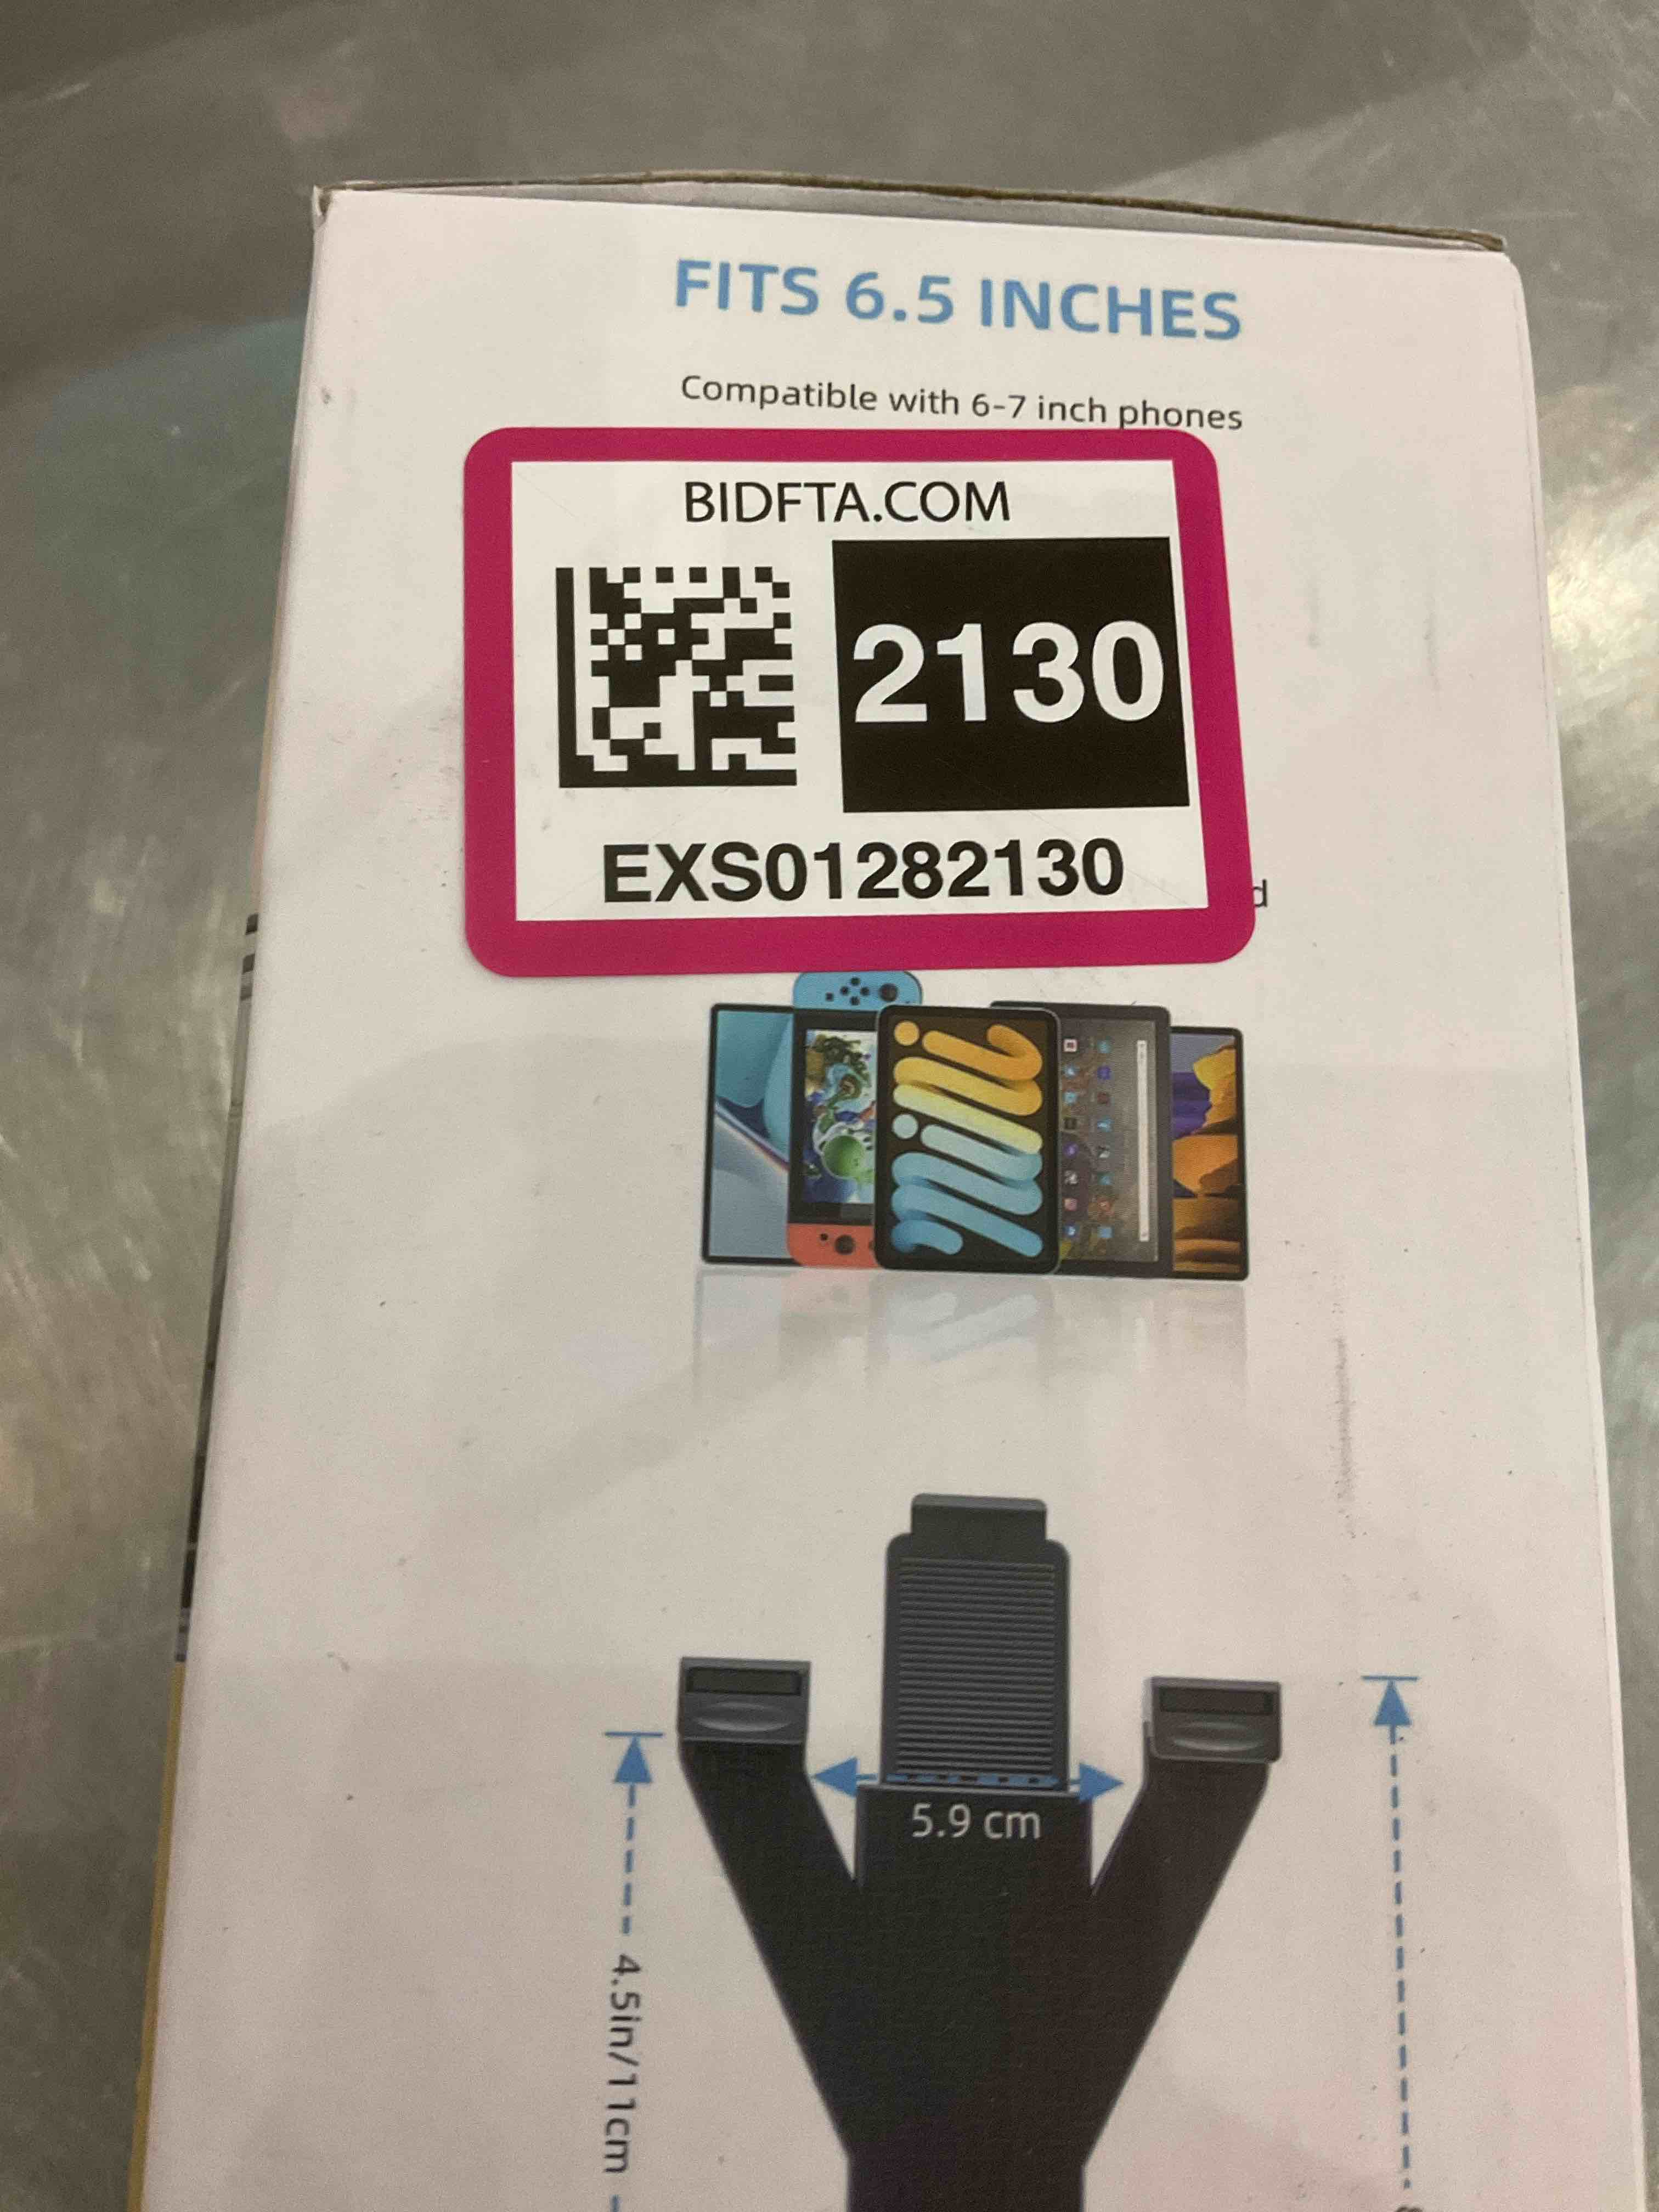 FITS 6.5 INCHES
Compatible with 6-7 inch phones
BIDFTA.COM
2130
EXS01282130
d
5.9 cm
4.5in/11cm